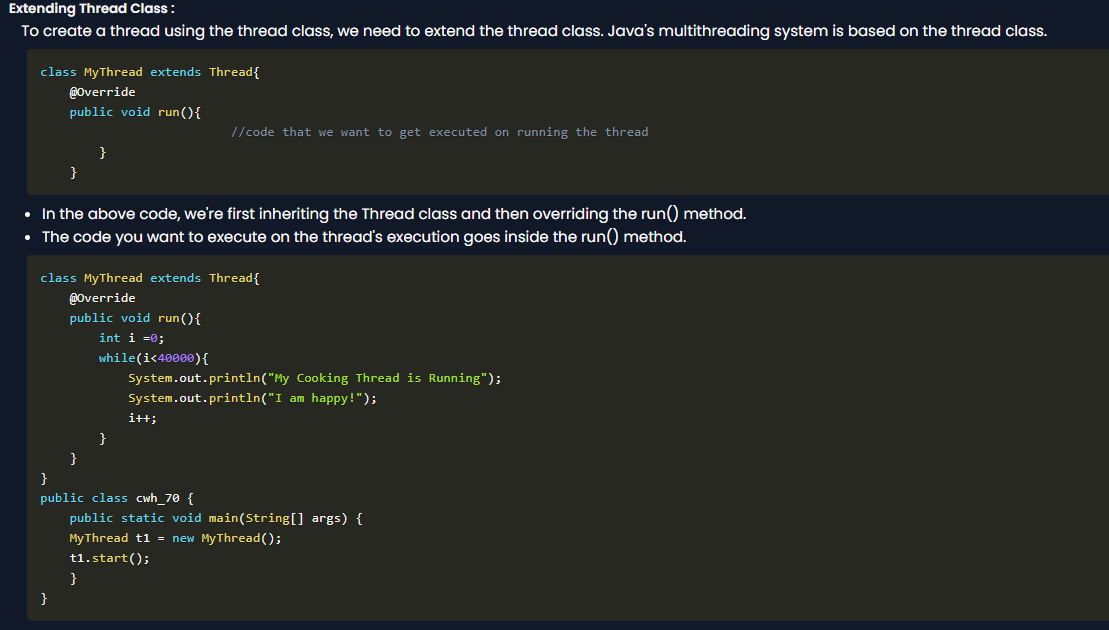 Extending Thread Class :
To create a thread using the thread class, we need to extend the thread class. Java's multithreading system is based on the thread class.
class MyThread extends Thread{
@Override
public void run(){
//code that we want to get executed on running the thread
}
}
• In the above code, we're first inheriting the Thread class and then overriding the run() method.
• The code you want to execute on the thread's execution goes inside the run() method.
class MyThread extends Thread{
@Override
public void run(){
int i =0;
while(i<40000){
System.out.println("My Cooking Thread is Running");
System.out.println("I am happy!");
i++;
}
}
}
public class cwh_70 {
public static void main(String[] args) {
MyThread t1 = new MyThread();
t1.start();
}
}